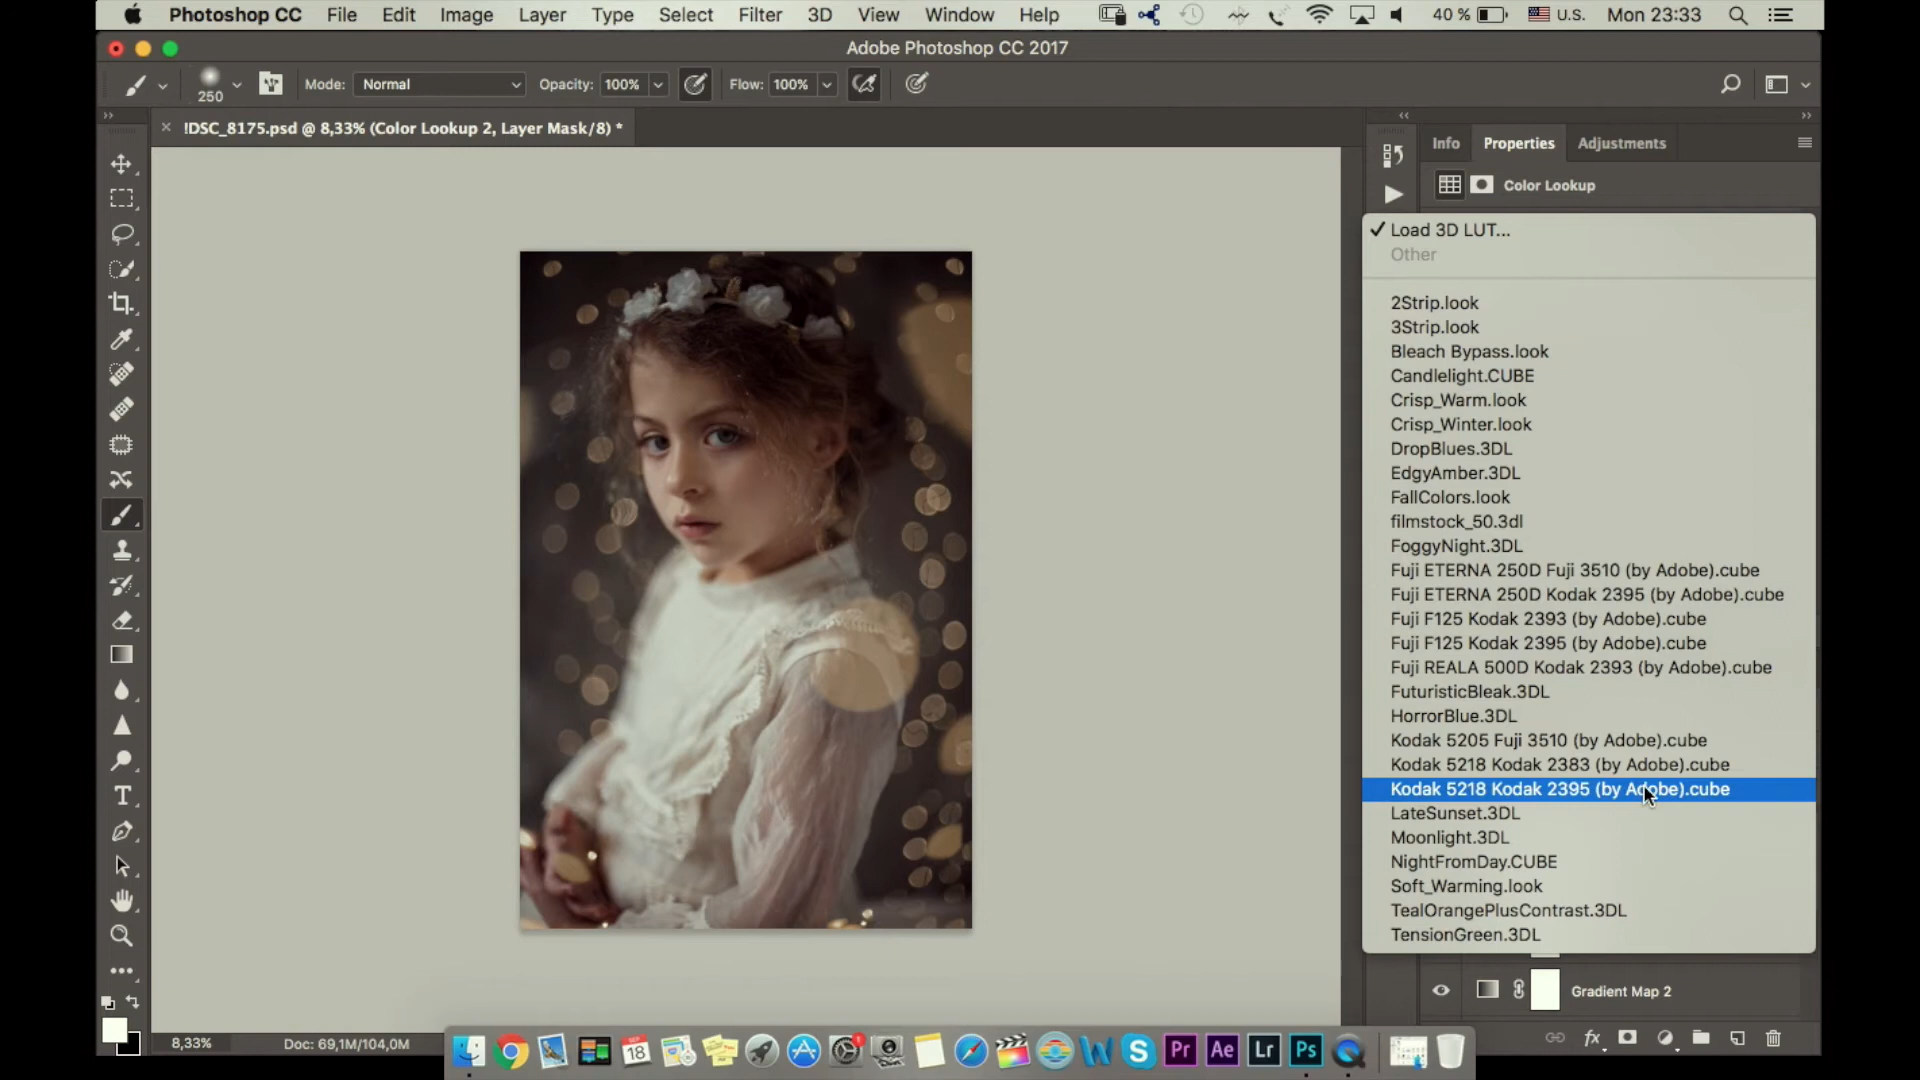 Photoshop CC File Edit Image Layer Type Select Filter 3D View Window Help 40 % U.S. Mon 23:33
Adobe Photoshop CC 2017
250 Mode: Normal Opacity: 100% Flow: 100%
!DSC_8175.psd @ 8,33% (Color Lookup 2, Layer Mask/8) *
Info Properties Adjustments
Color Lookup
Load 3D LUT...
Other
2Strip.look
3Strip.look
Bleach Bypass.look
Candlelight.CUBE
Crisp_Warm.look
Crisp_Winter.look
DropBlues.3DL
EdgyAmber.3DL
FallColors.look
filmstock_50.3dl
FoggyNight.3DL
Fuji ETERNA 250D Fuji 3510 (by Adobe).cube
Fuji ETERNA 250D Kodak 2395 (by Adobe).cube
Fuji F125 Kodak 2393 (by Adobe).cube
Fuji F125 Kodak 2395 (by Adobe).cube
Fuji REALA 500D Kodak 2393 (by Adobe).cube
FuturisticBleak.3DL
HorrorBlue.3DL
Kodak 5205 Fuji 3510 (by Adobe).cube
Kodak 5218 Kodak 2383 (by Adobe).cube
Kodak 5218 Kodak 2395 (by Adobe).cube
LateSunset.3DL
Moonlight.3DL
NightFromDay.CUBE
Soft_Warming.look
TealOrangePlusContrast.3DL
TensionGreen.3DL
Gradient Map 2
fx
8,33% Doc: 69,1M/104,0M
18 Pr Ae Lr Ps